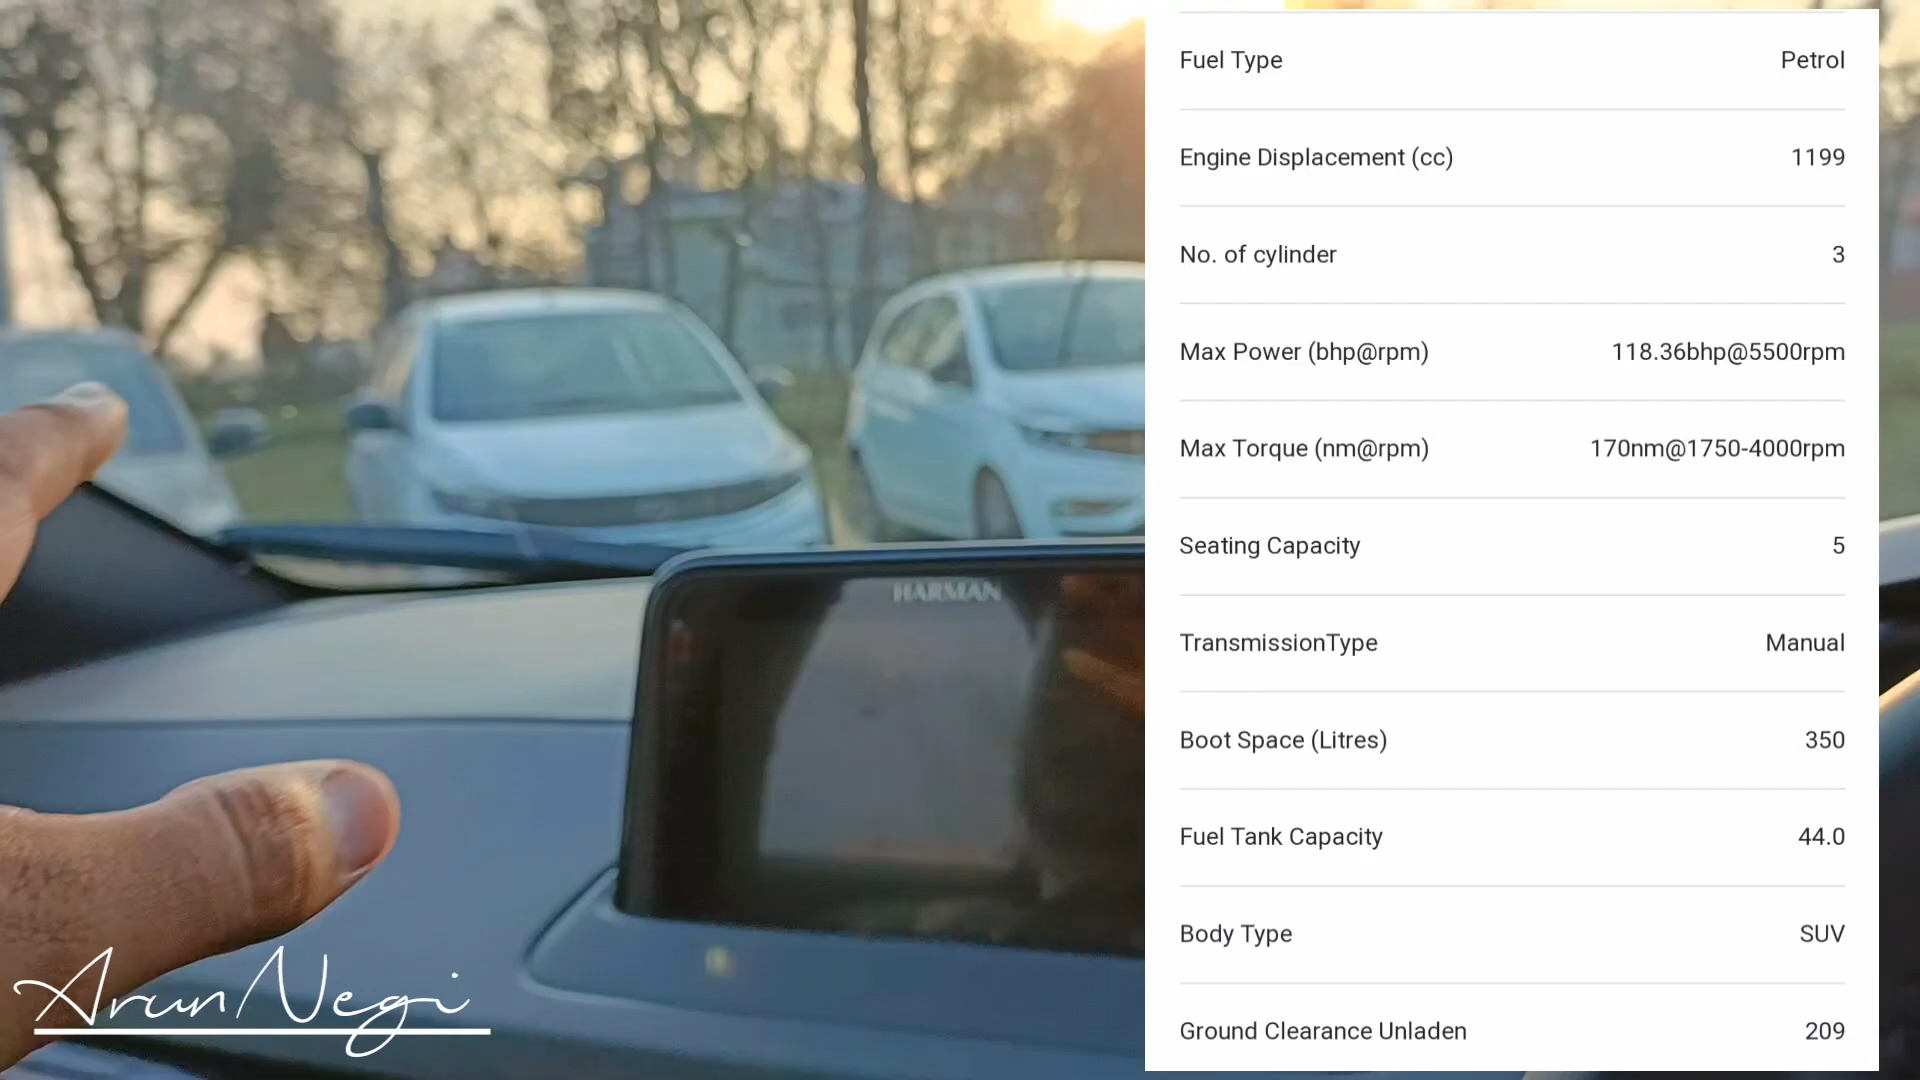 Fuel Type Petrol
Engine Displacement (cc) 1199
No. of cylinder 3
Max Power (bhp@rpm) 118.36bhp@5500rpm
Max Torque (nm@rpm) 170nm@1750-4000rpm
Seating Capacity 5
TransmissionType Manual
Boot Space (Litres) 350
Fuel Tank Capacity 44.0
Body Type SUV
Ground Clearance Unladen 209
HARMAN
Arun Negi